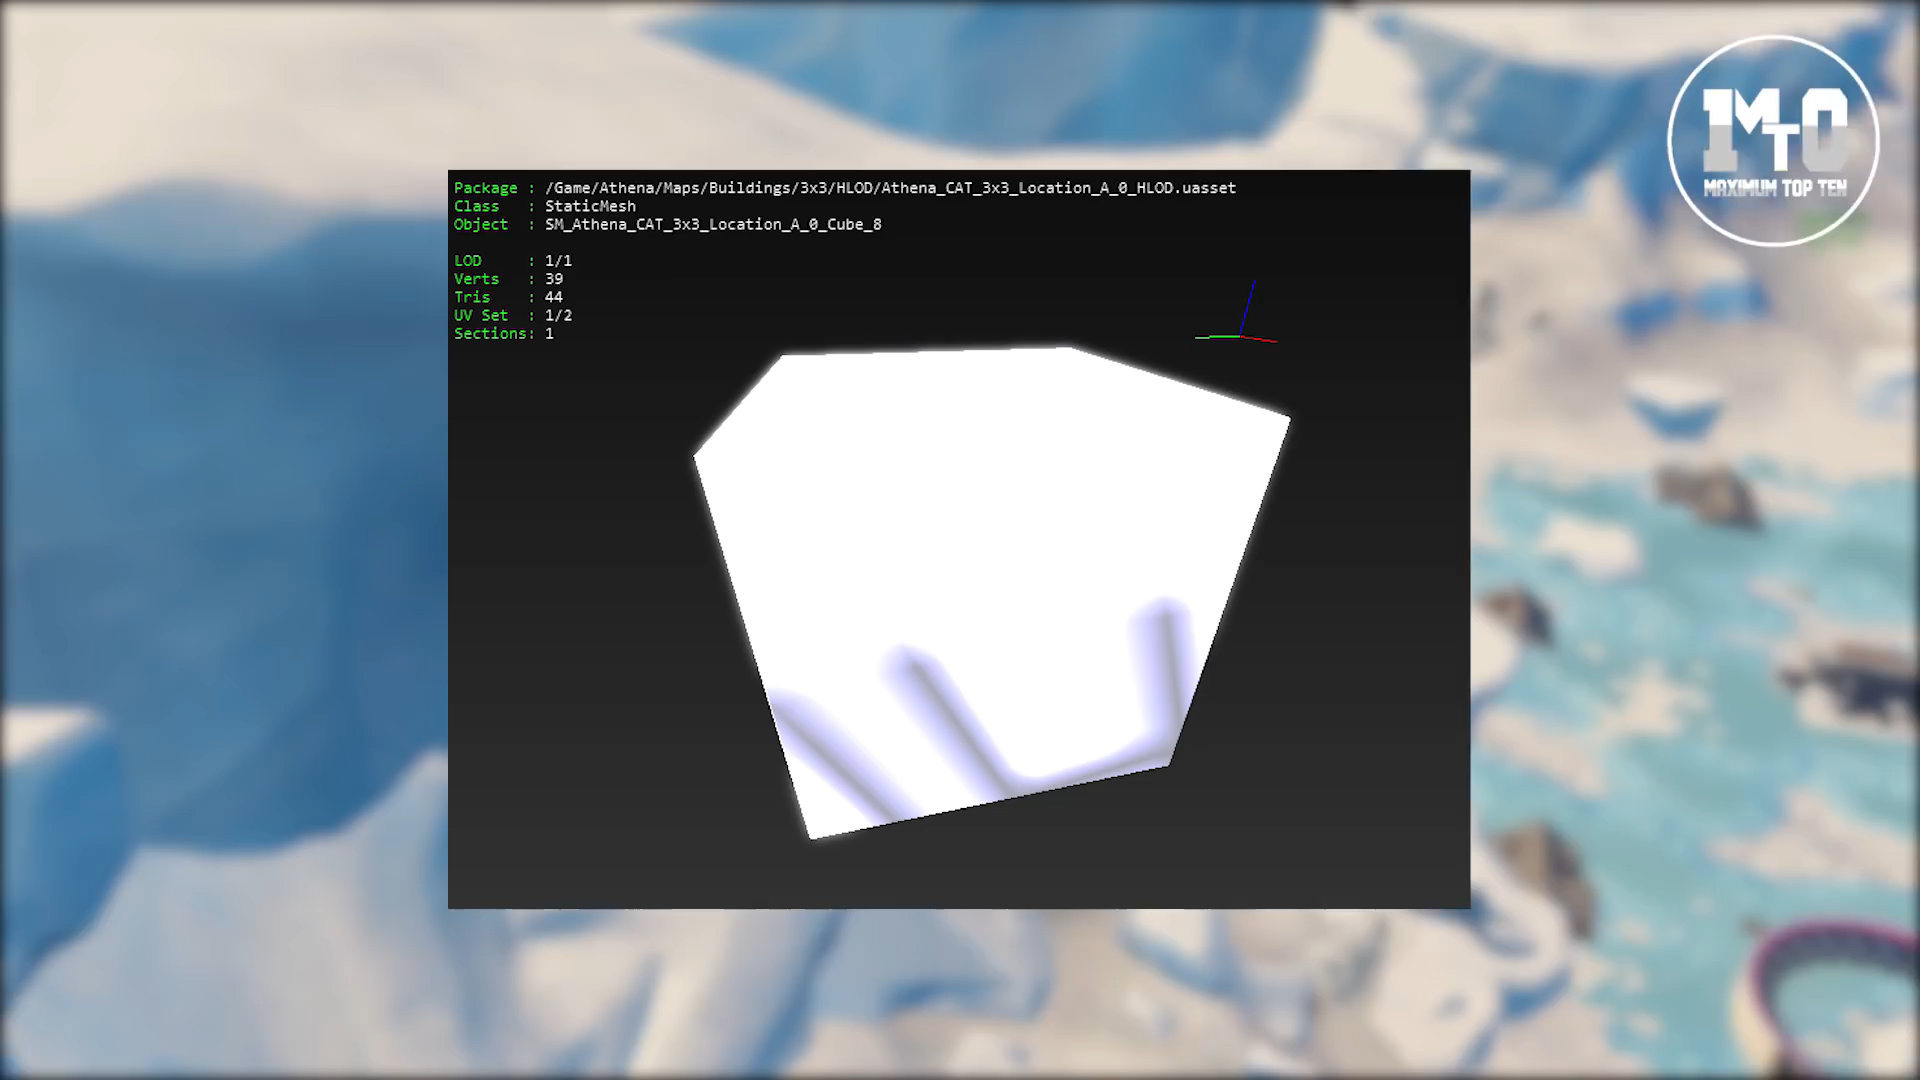 Package : /Game/Athena/Maps/Buildings/3x3/HLOD/Athena_CAT_3x3_Location_A_0_HLOD.uasset
Class : StaticMesh
Object : SM_Athena_CAT_3x3_Location_A_0_Cube_8
LOD : 1/1
Verts : 39
Tris : 44
UV Set : 1/2
Sections: 1
1MT0
MAXIMUM TOP TEN